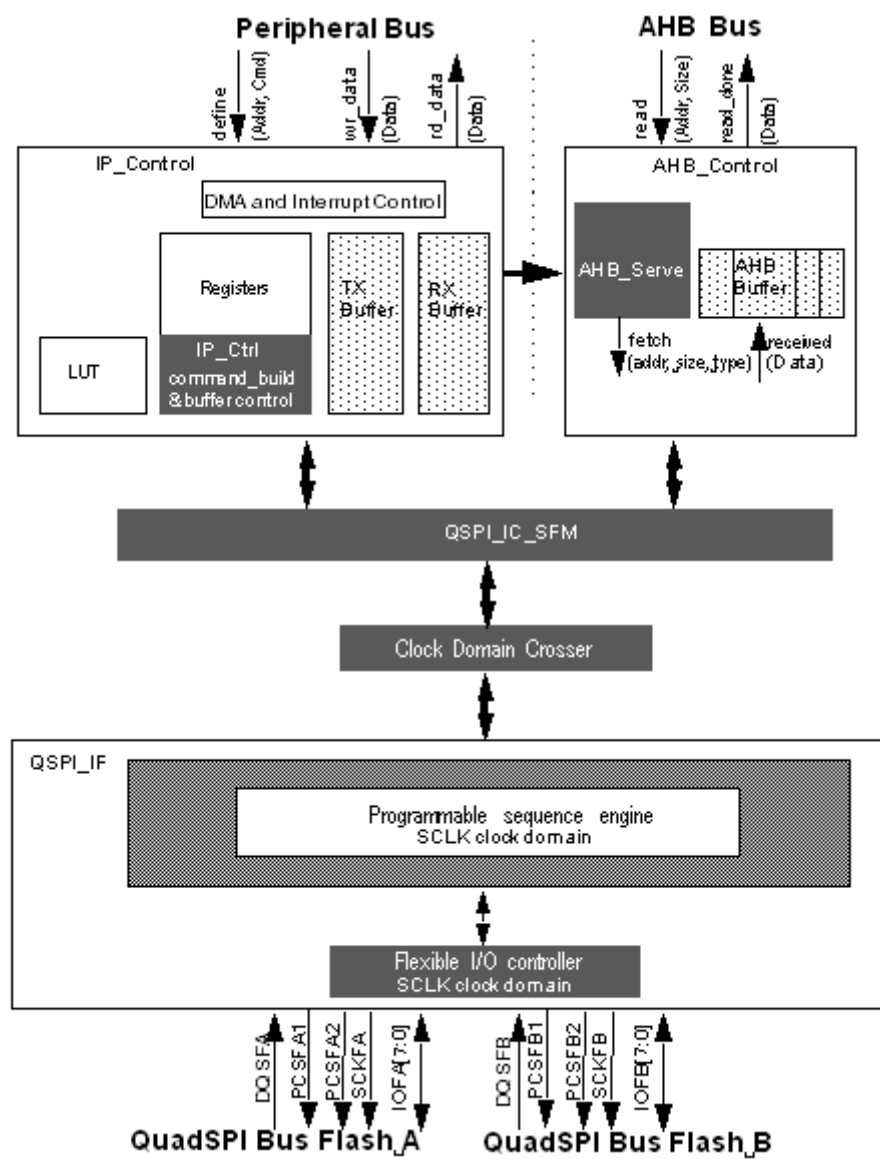 Peripheral Bus
AHB Bus
define
(Addr, Cmd)
wr_data
(Data)
rd_data
(Data)
read
(Addr, Size)
read_done
(Data)
IP_Control
DMA and Interrupt Control
Registers
TX
Buffer
RX
Buffer
LUT
IP_Ctrl
command_build
& buffer control
AHB_Control
AHB_Serve
AHB
Buffer
fetch
(addr, size, type)
received
(Data)
QSPI_IC_SFM
Clock Domain Crosser
QSPI_IF
Programmable sequence engine
SCLK clock domain
Flexible I/O controller
SCLK clock domain
DQSFA
PCSFA1
PCSFA2
SCKFA
IOFA[7:0]
DQSFB
PCSFB1
PCSFB2
SCKFB
IOFB[7:0]
QuadSPI Bus Flash_A
QuadSPI Bus Flash_B